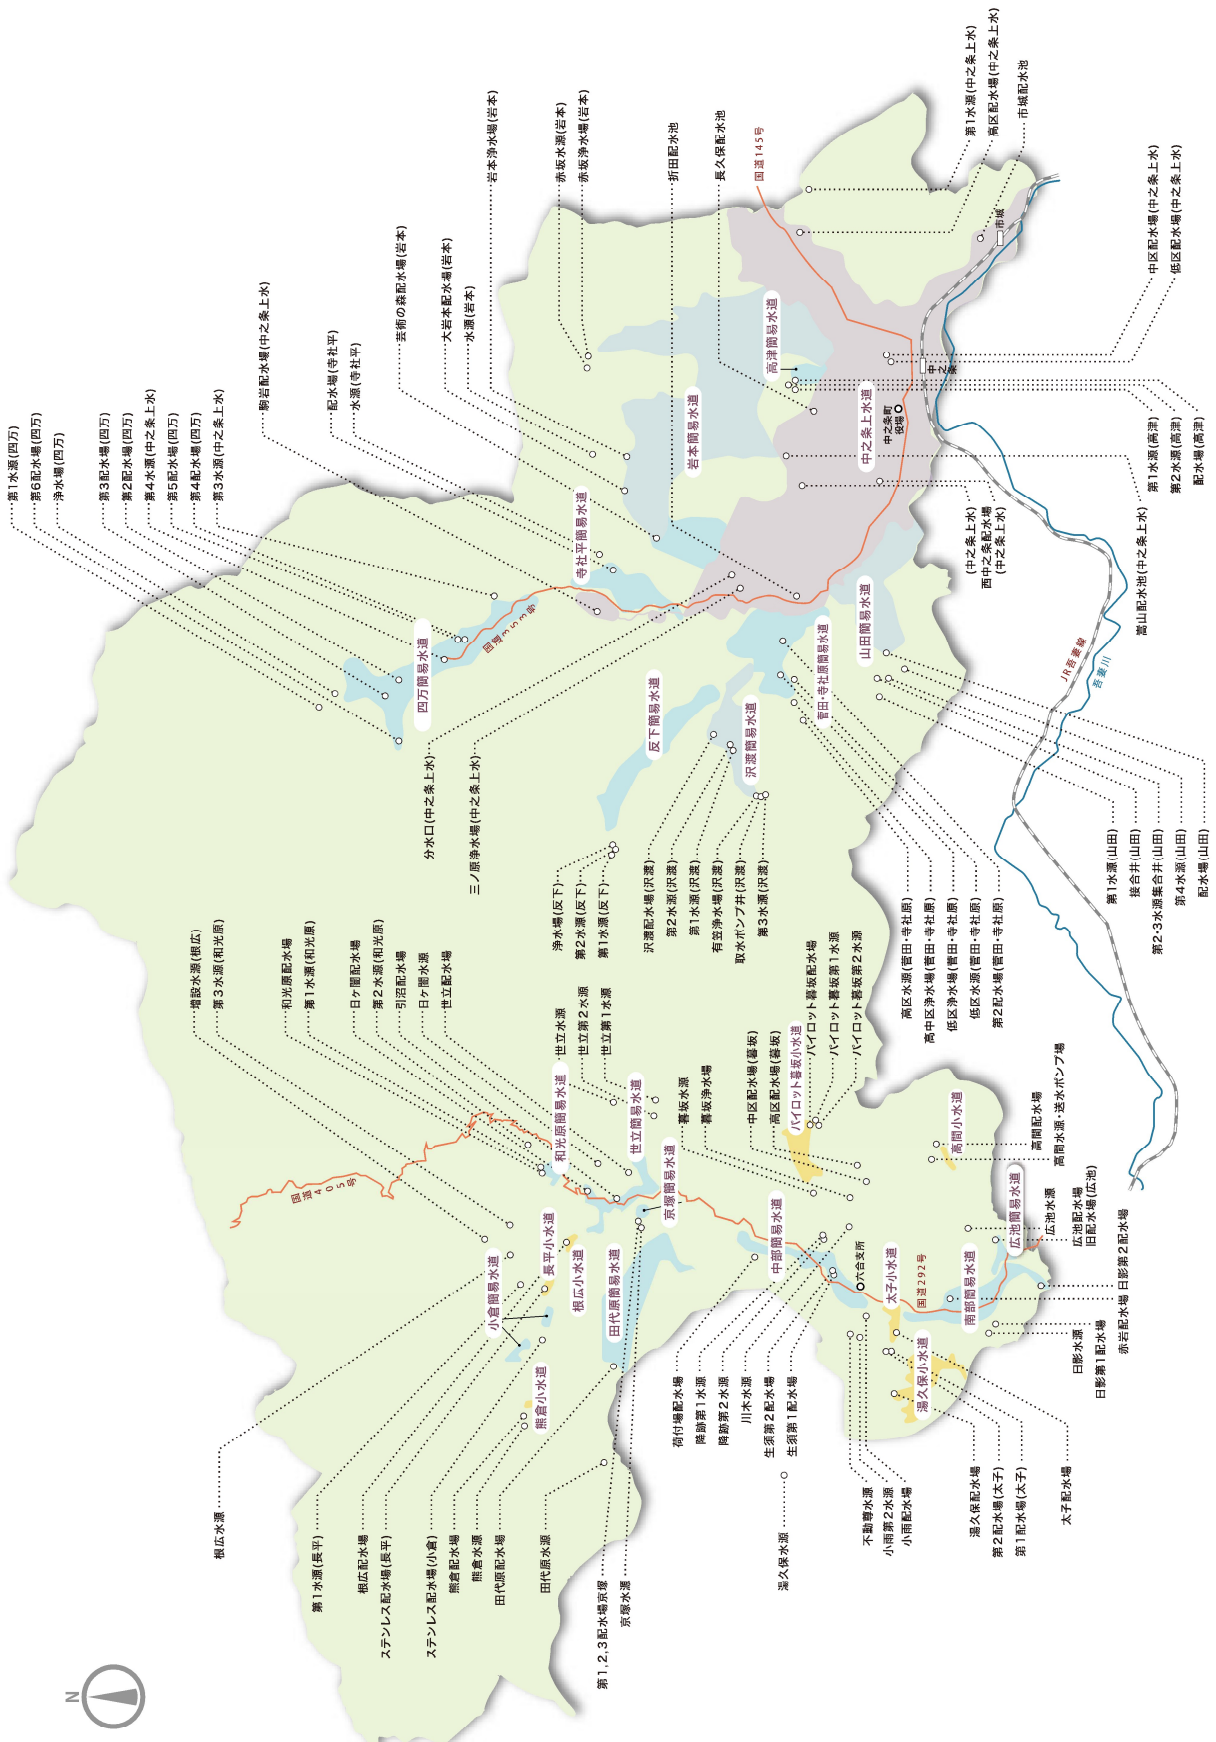 N
根広水源
第1水源(長平)
根広配水場
ステンレス配水場(長平)
ステンレス配水場(小倉)
熊倉配水場
熊倉水源
田代原配水場
田代原水源
第1,2,3配水場京塚
京塚水源
増設水源(根広)
第3水源(和光原)
和光原配水場
第1水源(和光原)
日ケ闇配水場
第2水源(和光原)
引沼配水場
日ケ闇水源
世立配水場
世立水源
世立第2水源
世立第1水源
暮坂水源
暮坂浄水場
中区配水場(暮坂)
高区配水場(暮坂)
パイロット暮坂配水場
パイロット暮坂第1水源
パイロット暮坂第2水源
国道405号
小倉簡易水道
長平小水道
根広小水道
熊倉小水道
田代原簡易水道
和光原簡易水道
世立簡易水道
京塚簡易水道
中部簡易水道
パイロット暮坂小水道
六合支所
太子小水道
国道292号
湯久保小水道
南部簡易水道
広池簡易水道
高間小水道
荷付場配水場
降跡第1水源
降跡第2水源
川木水源
生須第2配水場
生須第1配水場
湯久保水源
不動尊水源
小雨第2水源
小雨配水場
湯久保配水場
第2配水場(太子)
第1配水場(太子)
太子配水場
日影水源
日影第1配水場
赤岩配水場
日影第2配水場
広池水源
広池配水場
旧配水場(広池)
高間配水場
高間水源・送水ポンプ場
第1水源(四万)
第6配水場(四万)
浄水場(四万)
第3配水場(四万)
第2配水場(四万)
第4水源(中之条上水)
第5配水場(四万)
第4配水場(四万)
第3水源(中之条上水)
駒岩配水場(中之条上水)
配水場(寺社平)
水源(寺社平)
芸術の森配水場(岩本)
大岩本配水場(岩本)
水源(岩本)
岩本浄水場(岩本)
赤坂水源(岩本)
赤坂浄水場(岩本)
折田配水池
長久保配水池
国道145号
第1水源(中之条上水)
高区配水場(中之条上水)
市城配水池
中区配水場(中之条上水)
低区配水場(中之条上水)
四万簡易水道
国道353号
寺社平簡易水道
岩本簡易水道
高津簡易水道
中之条上水道
中之条町
役場
中之条
市城
反下簡易水道
沢渡簡易水道
菅田・寺社原簡易水道
山田簡易水道
分水口(中之条上水)
三ノ原浄水場(中之条上水)
浄水場(反下)
第2水源(反下)
第1水源(反下)
沢渡配水場(沢渡)
第2水源(沢渡)
第1水源(沢渡)
有笠浄水場(沢渡)
取水ポンプ井(沢渡)
第3水源(沢渡)
高区水源(菅田・寺社原)
高中区浄水場(菅田・寺社原)
低区浄水場(菅田・寺社原)
低区水源(菅田・寺社原)
第2配水場(菅田・寺社原)
第1水源(山田)
接合井(山田)
第2・3水源集合井(山田)
第4水源(山田)
配水場(山田)
(中之条上水)
西中之条配水場
(中之条上水)
嵩山配水池(中之条上水)
第1水源(高津)
第2水源(高津)
配水場(高津)
JR吾妻線
吾妻川